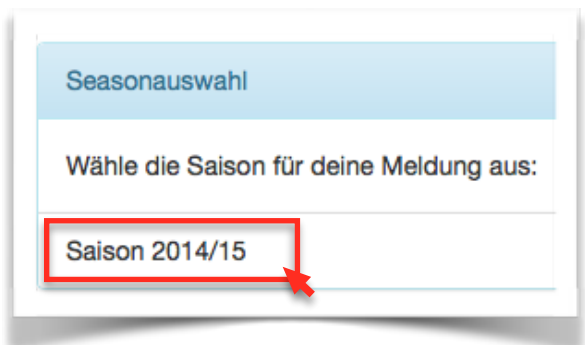 Seasonauswahl
Wähle die Saison für deine Meldung aus:
Saison 2014/15